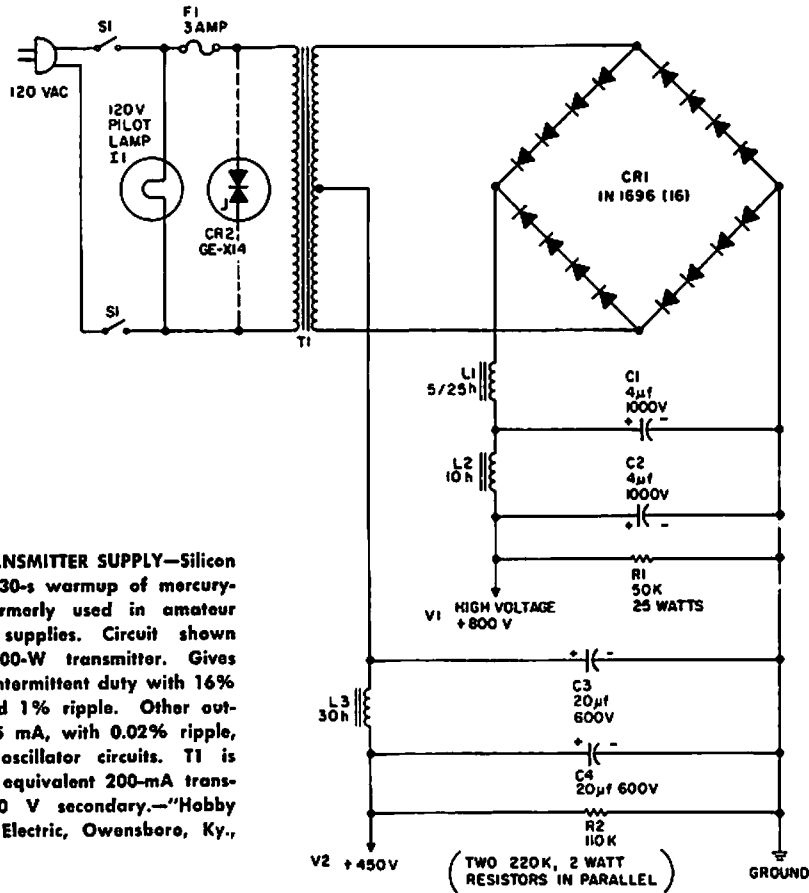 S1
F1
3 AMP
120 VAC
120V
PILOT
LAMP
I1
CR2,
GE-X14
S1
T1
CR1
IN1696 (16)
L1
5/25h
C1
4µf
1000V
+ -
L2
10h
C2
4µf
1000V
+ -
R1
50K
25 WATTS
V1 HIGH VOLTAGE
+800 V
+ -
C3
20µf
600V
L3
30h
+ -
C4
20µf 600V
R2
110K
V2 +450V
(TWO 220K, 2 WATT
RESISTORS IN PARALLEL)
GROUND
NSMITTER SUPPLY—Silicon
30-s warmup of mercury-
rmerly used in amateur
supplies. Circuit shown
00-W transmitter. Gives
ntermittent duty with 16%
d 1% ripple. Other out-
5 mA, with 0.02% ripple,
oscillator circuits. T1 is
equivalent 200-mA trans-
0 V secondary.—"Hobby
Electric, Owensboro, Ky.,